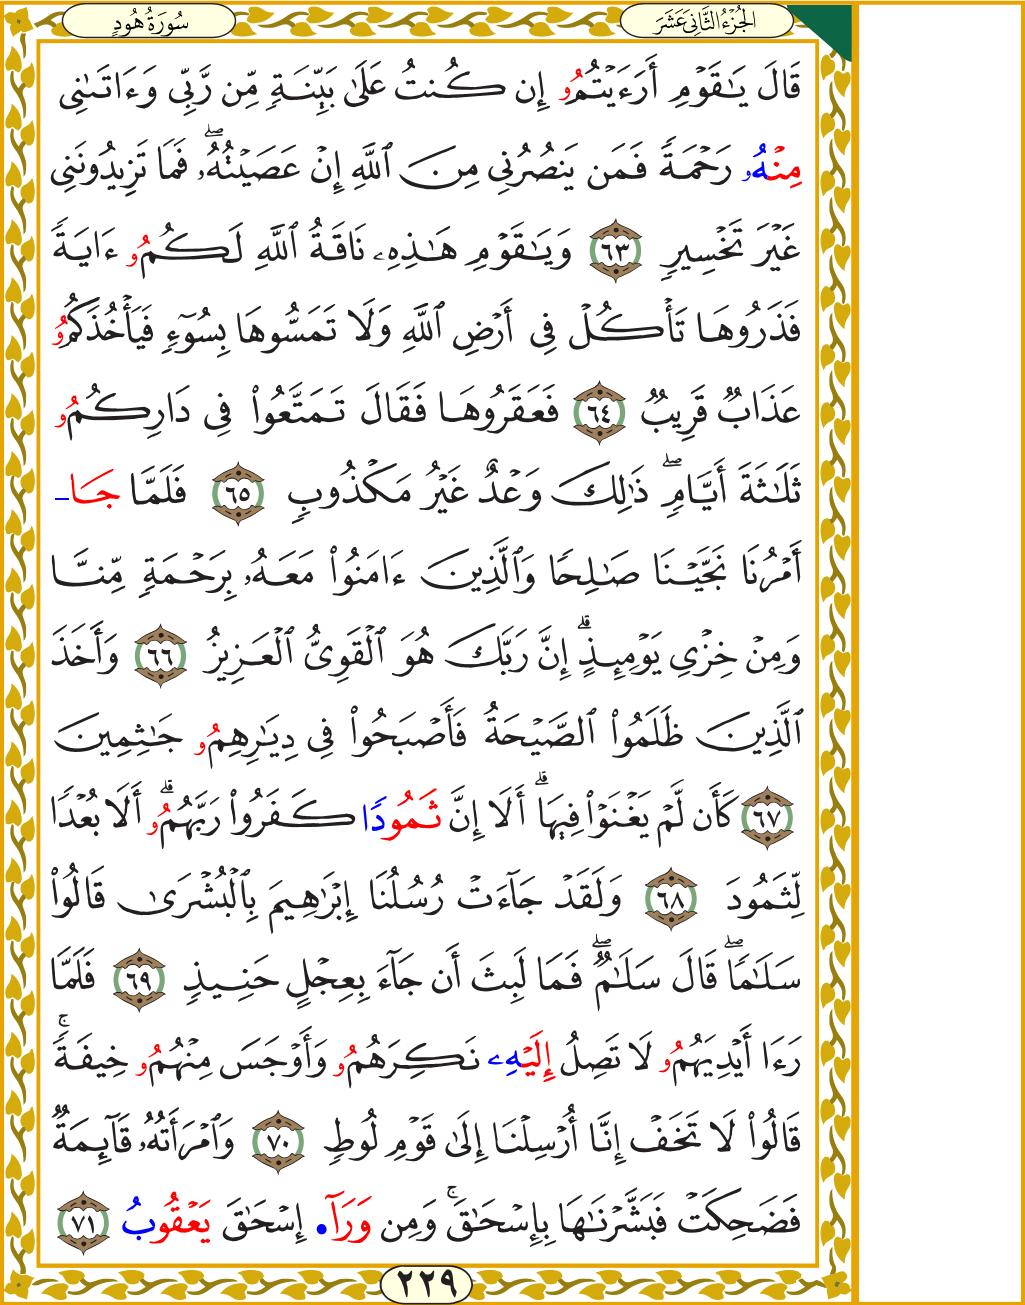 الجُزْءُ الثَّانِي عَشَرَ
سُورَةُ هُودٍ
قَالَ يَـٰقَوۡمِ أَرَءَيۡتُمُۥ إِن كُنتُ عَلَىٰ بَيِّنَةٖ مِّن رَّبِّي وَءَاتَىٰنِي
مِنۡهُۥ رَحۡمَةٗ فَمَن يَنصُرُنِي مِنَ ٱللَّهِ إِنۡ عَصَيۡتُهُۥۖ فَمَا تَزِيدُونَنِي
غَيۡرَ تَخۡسِيرٖ ٦٣ وَيَـٰقَوۡمِ هَـٰذِهِۦ نَاقَةُ ٱللَّهِ لَكُمُۥ ءَايَةٗ
فَذَرُوهَا تَأۡكُلۡ فِيٓ أَرۡضِ ٱللَّهِ وَلَا تَمَسُّوهَا بِسُوٓءٖ فَيَأۡخُذَكُمُۥ
عَذَابٞ قَرِيبٞ ٦٤ فَعَقَرُوهَا فَقَالَ تَمَتَّعُواْ فِي دَارِكُمُۥ
ثَلَـٰثَةَ أَيَّامٖۖ ذَٰلِكَ وَعۡدٌ غَيۡرُ مَكۡذُوبٖ ٦٥ فَلَمَّا جَا
أَمۡرُنَا نَجَّيۡنَا صَـٰلِحٗا وَٱلَّذِينَ ءَامَنُواْ مَعَهُۥ بِرَحۡمَةٖ مِّنَّا
وَمِنۡ خِزۡيِ يَوۡمِئِذٍۗ إِنَّ رَبَّكَ هُوَ ٱلۡقَوِيُّ ٱلۡعَزِيزُ ٦٦ وَأَخَذَ
ٱلَّذِينَ ظَلَمُواْ ٱلصَّيۡحَةُ فَأَصۡبَحُواْ فِي دِيَـٰرِهِمُۥ جَـٰثِمِينَ
٦٧ كَأَن لَّمۡ يَغۡنَوۡاْ فِيهَآۗ أَلَآ إِنَّ ثَمُودٗا كَفَرُواْ رَبَّهُمُۥۗ أَلَا بُعۡدٗا
لِّثَمُودَ ٦٨ وَلَقَدۡ جَآءَتۡ رُسُلُنَآ إِبۡرَٰهِيمَ بِٱلۡبُشۡرَىٰ قَالُواْ
سَلَـٰمٗاۖ قَالَ سَلَـٰمٞۖ فَمَا لَبِثَ أَن جَآءَ بِعِجۡلٍ حَنِيذٖ ٦٩ فَلَمَّا
رَءَآ أَيۡدِيَهُمُۥ لَا تَصِلُ إِلَيۡهِۦ نَكِرَهُمُۥ وَأَوۡجَسَ مِنۡهُمُۥ خِيفَةٗۚ
قَالُواْ لَا تَخَفۡ إِنَّآ أُرۡسِلۡنَآ إِلَىٰ قَوۡمِ لُوطٖ ٧٠ وَٱمۡرَأَتُهُۥ قَآئِمَةٞ
فَضَحِكَتۡ فَبَشَّرۡنَـٰهَا بِإِسۡحَـٰقَۚ وَمِن وَرَآ• إِسۡحَـٰقَ يَعۡقُوبُ ٧١
٢٢٩